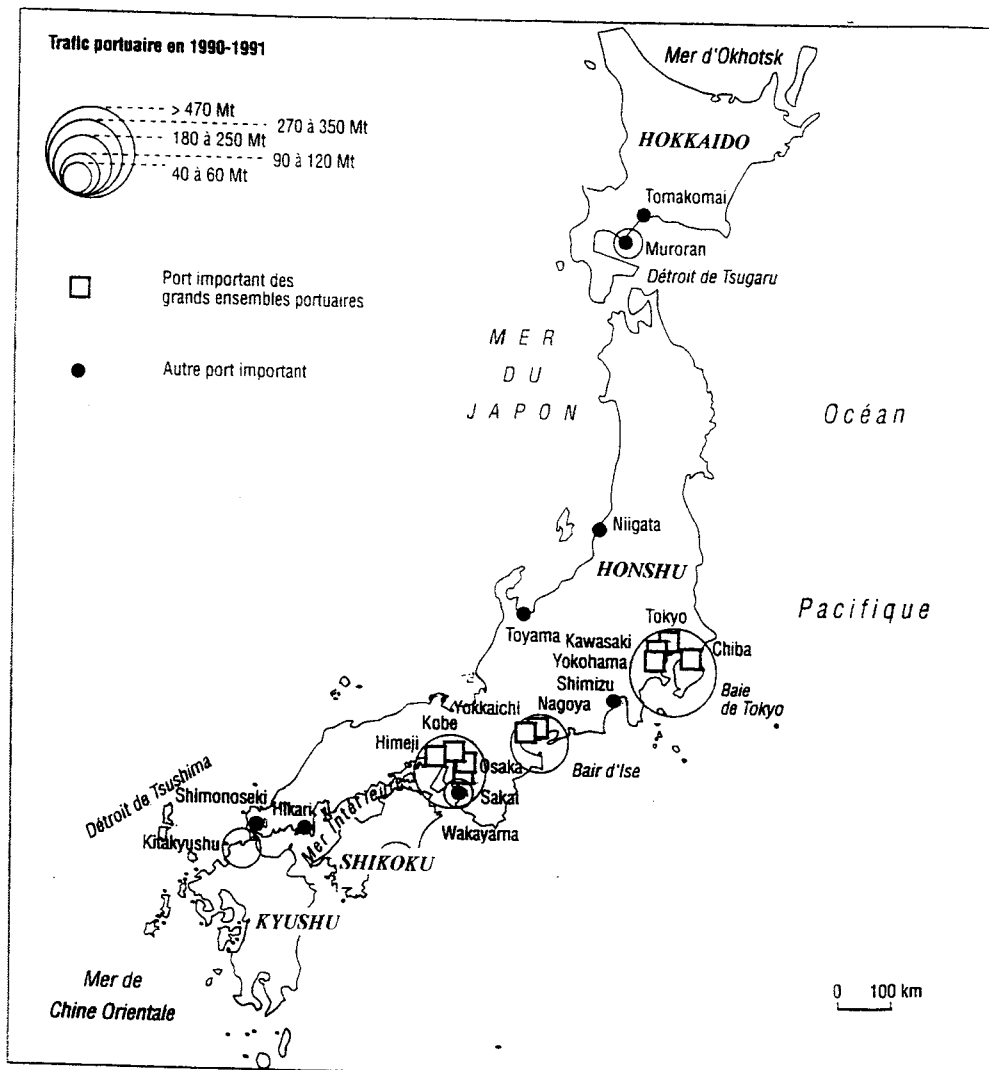 Trafic portuaire en 1990-1991
> 470 Mt
270 à 350 Mt
180 à 250 Mt
90 à 120 Mt
40 à 60 Mt
Port important des
grands ensembles portuaires
Autre port important
Mer d'Okhotsk
HOKKAIDO
Tomakomai
Muroran
Détroit de Tsugaru
MER
DU
JAPON
Océan
Pacifique
Niigata
HONSHU
Toyama
Tokyo
Kawasaki
Chiba
Yokohama
Shimizu
Baie
de Tokyo
Yokkaichi
Nagoya
Kobe
Himeji
Osaka
Bair d'Ise
Sakai
Wakayama
Mer Intérieure
Détroit de Tsushima
Shimonoseki
Hikari
Kitakyushu
SHIKOKU
KYUSHU
Mer de
Chine Orientale
0 100 km